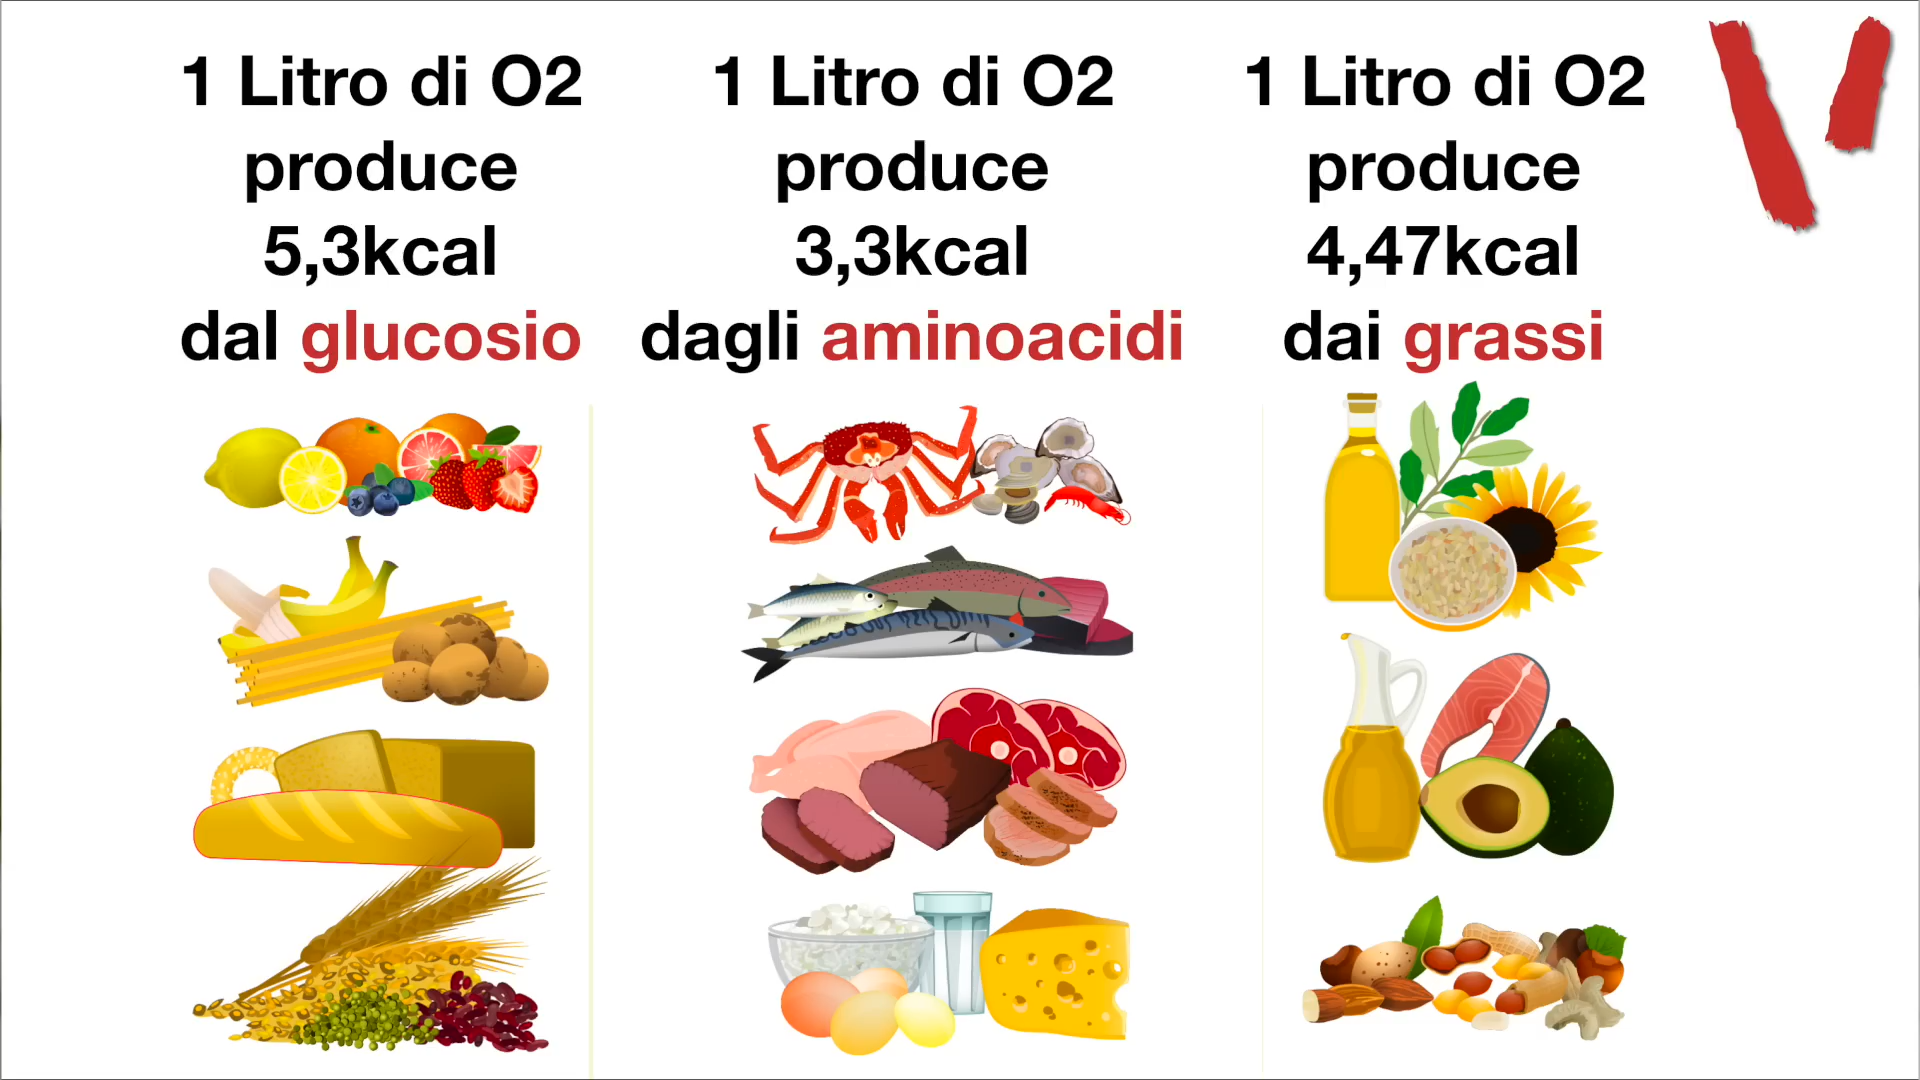 1 Litro di O2
produce
5,3kcal
dal glucosio
1 Litro di O2
produce
3,3kcal
dagli aminoacidi
1 Litro di O2
produce
4,47kcal
dai grassi